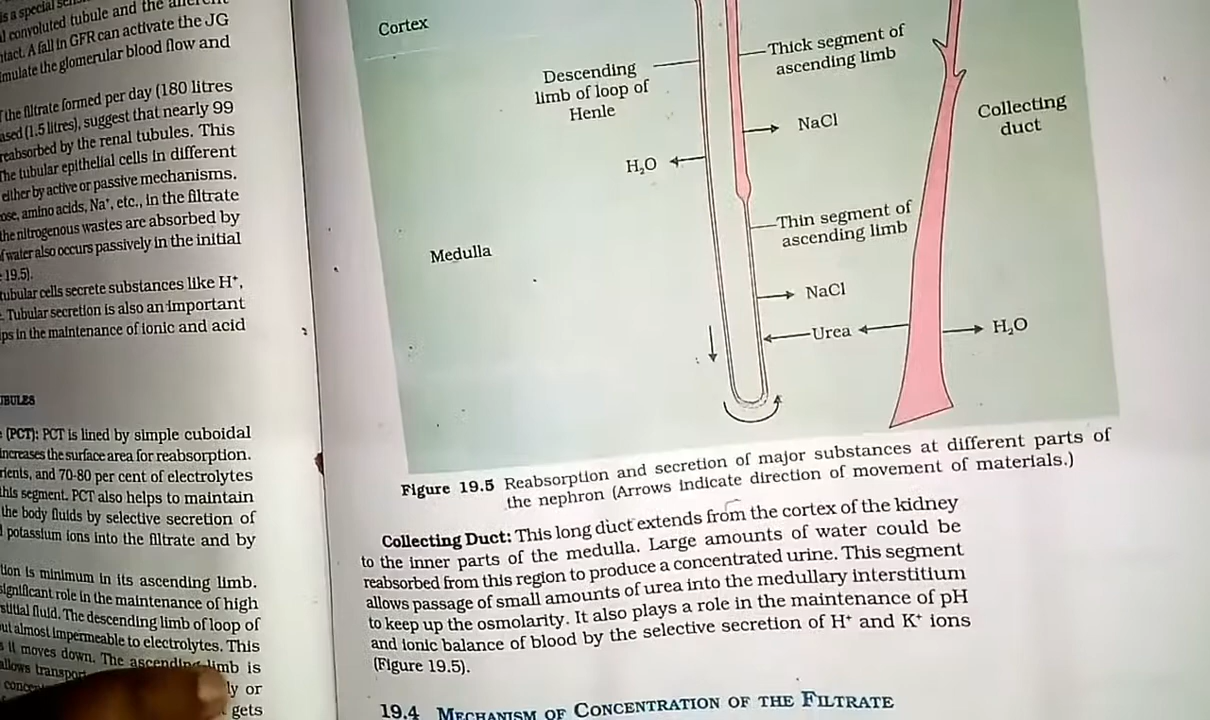 is a special
l convoluted tubule and the
A fall in GFR can activate the JG
the glomerular blood flow and
the filtrate formed per day (180 litres
(1.5 litres), suggest that nearly 99
by the renal tubules. This
The tubular epithelial cells in different
either by active or passive mechanisms.
amino acids, Na⁺, etc., in the filtrate
the nitrogenous wastes are absorbed by
water also occurs passively in the initial
19.5).
tubular cells secrete substances like H⁺,
Tubular secretion is also an important
in the maintenance of ionic and acid
(PCT): PCT is lined by simple cuboidal
increases the surface area for reabsorption.
and 70-80 per cent of electrolytes
this segment. PCT also helps to maintain
the body fluids by selective secretion of
potassium ions into the filtrate and by
is minimum in its ascending limb.
significant role in the maintenance of high
fluid. The descending limb of loop of
almost impermeable to electrolytes. This
it moves down. The ascending limb is
allows
or
gets
Cortex
Descending
limb of loop of
Henle
Thick segment of
ascending limb
Collecting
duct
NaCl
H₂O
Thin segment of
ascending limb
Medulla
NaCl
Urea
H₂O
Figure 19.5 Reabsorption and secretion of major substances at different parts of
the nephron (Arrows indicate direction of movement of materials.)
Collecting Duct: This long duct extends from the cortex of the kidney
to the inner parts of the medulla. Large amounts of water could be
reabsorbed from this region to produce a concentrated urine. This segment
allows passage of small amounts of urea into the medullary interstitium
to keep up the osmolarity. It also plays a role in the maintenance of pH
and ionic balance of blood by the selective secretion of H⁺ and K⁺ ions
(Figure 19.5).
19.4 MECHANISM OF CONCENTRATION OF THE FILTRATE